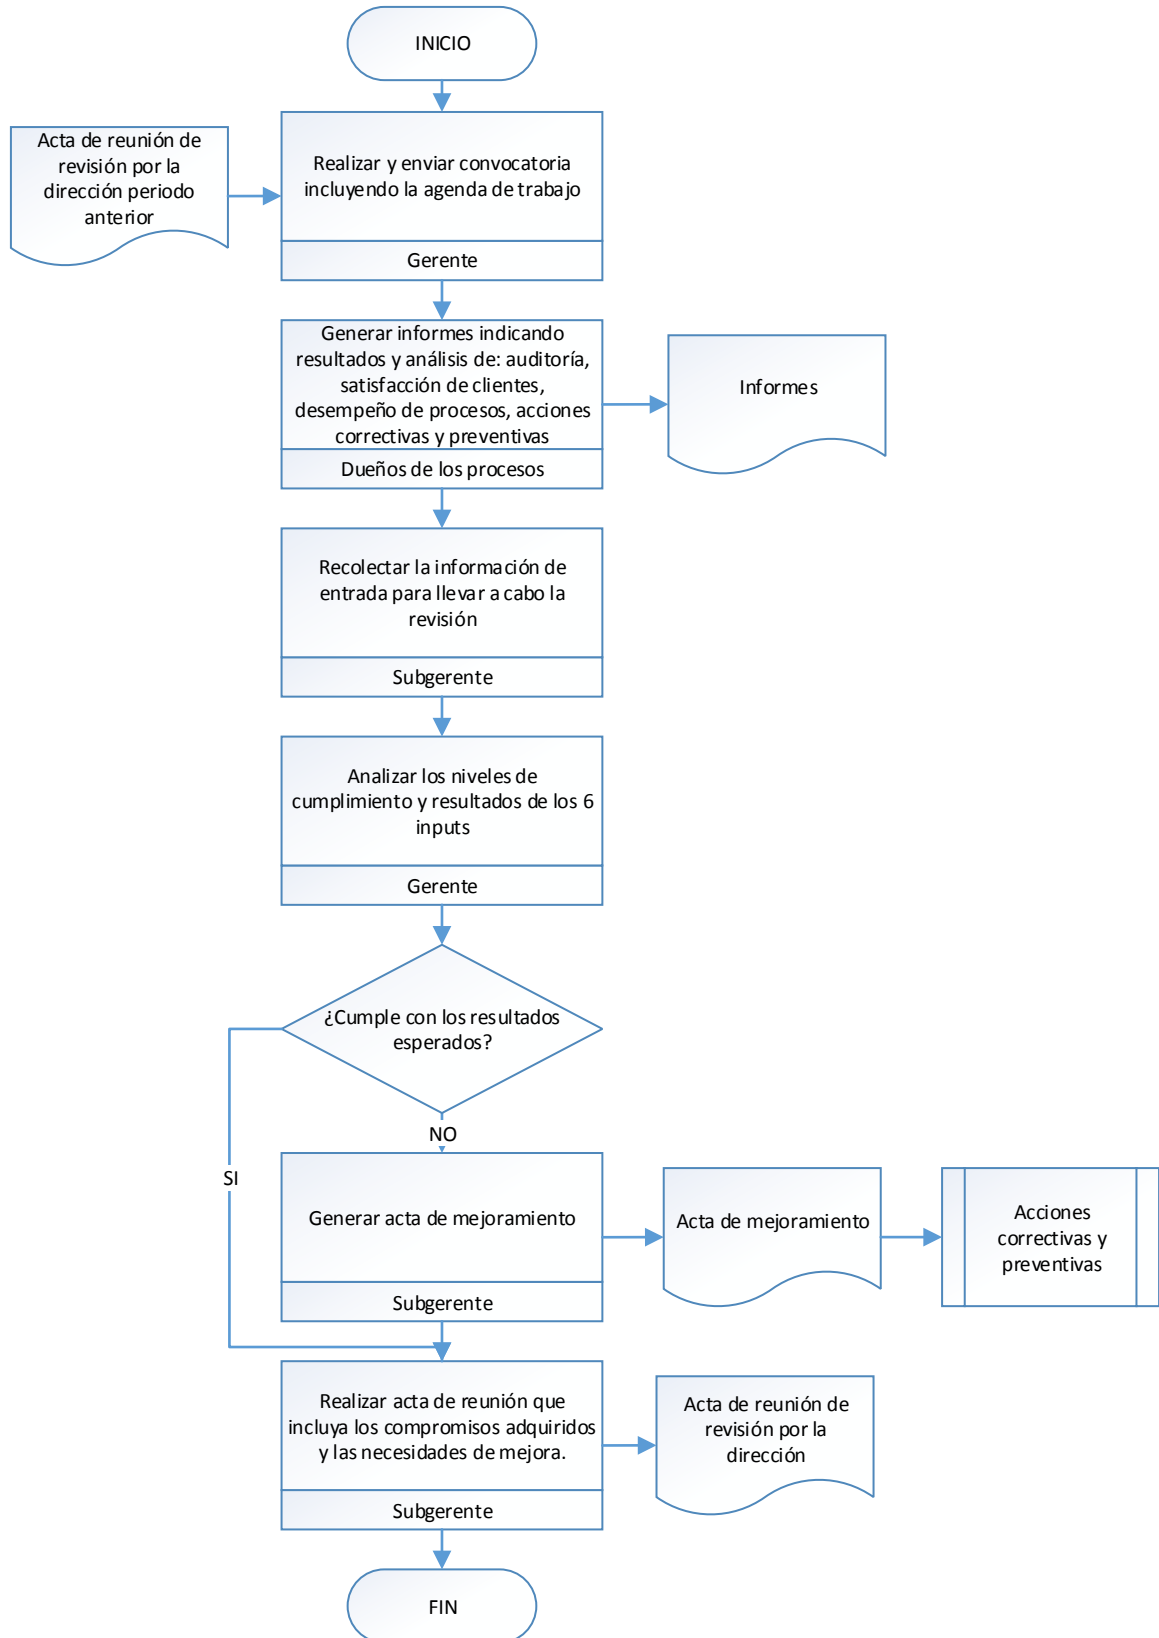 INICIO
Acta de reunión de
revisión por la
dirección periodo
anterior
Realizar y enviar convocatoria
incluyendo la agenda de trabajo
Gerente
Generar informes indicando
resultados y análisis de: auditoría,
satisfacción de clientes,
desempeño de procesos, acciones
correctivas y preventivas
Dueños de los procesos
Informes
Recolectar la información de
entrada para llevar a cabo la
revisión
Subgerente
Analizar los niveles de
cumplimiento y resultados de los 6
inputs
Gerente
¿Cumple con los resultados
esperados?
NO
SI
Generar acta de mejoramiento
Subgerente
Acta de mejoramiento
Acciones
correctivas y
preventivas
Realizar acta de reunión que
incluya los compromisos adquiridos
y las necesidades de mejora.
Subgerente
Acta de reunión de
revisión por la
dirección
FIN